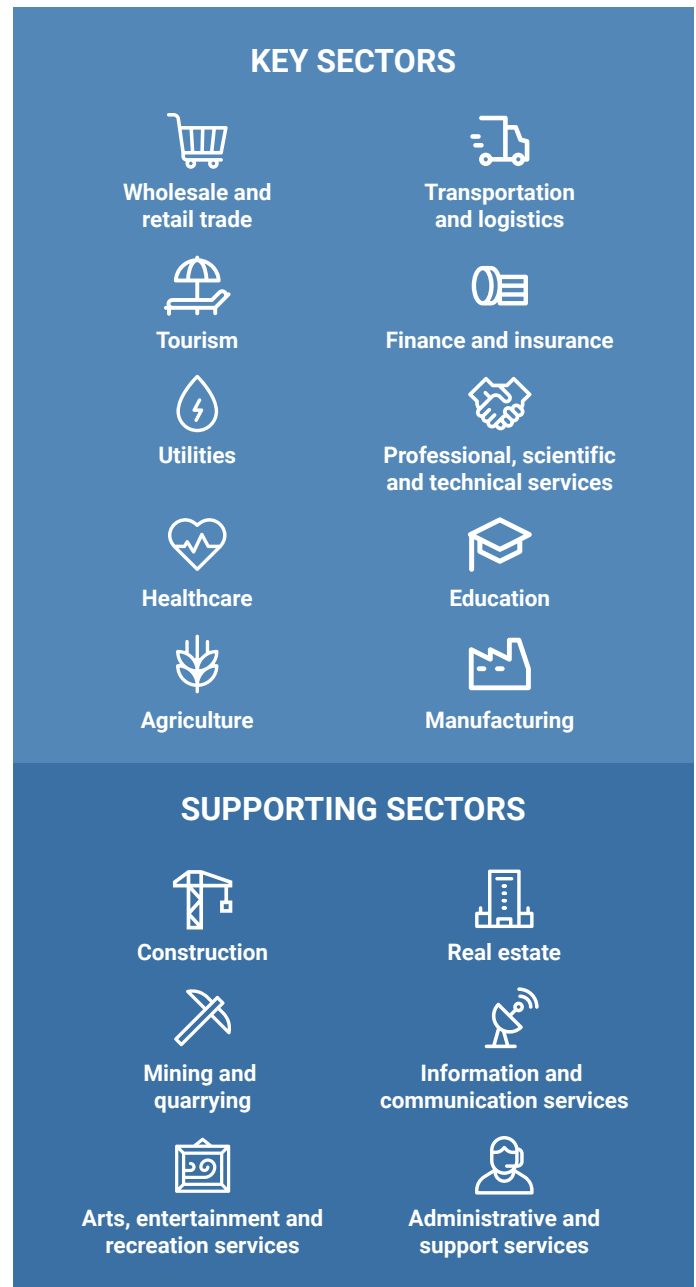 KEY SECTORS
Wholesale and
retail trade
Transportation
and logistics
Tourism
Finance and insurance
Utilities
Professional, scientific
and technical services
Healthcare
Education
Agriculture
Manufacturing
SUPPORTING SECTORS
Construction
Real estate
Mining and
quarrying
Information and
communication services
Arts, entertainment and
recreation services
Administrative and
support services